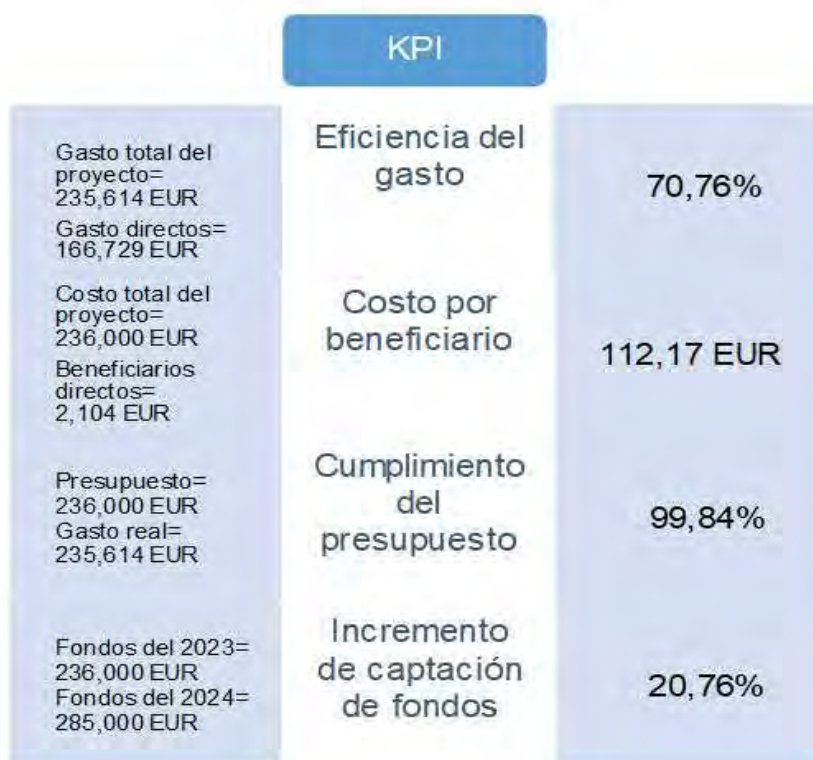 KPI
Gasto total del
proyecto=
235,614 EUR
Gasto directos=
166,729 EUR
Eficiencia del
gasto
70,76%
Costo total del
proyecto=
236,000 EUR
Beneficiarios
directos=
2,104 EUR
Costo por
beneficiario
112,17 EUR
Presupuesto=
236,000 EUR
Gasto real=
235,614 EUR
Cumplimiento
del
presupuesto
99,84%
Fondos del 2023=
236,000 EUR
Fondos del 2024=
285,000 EUR
Incremento
de captación
de fondos
20,76%